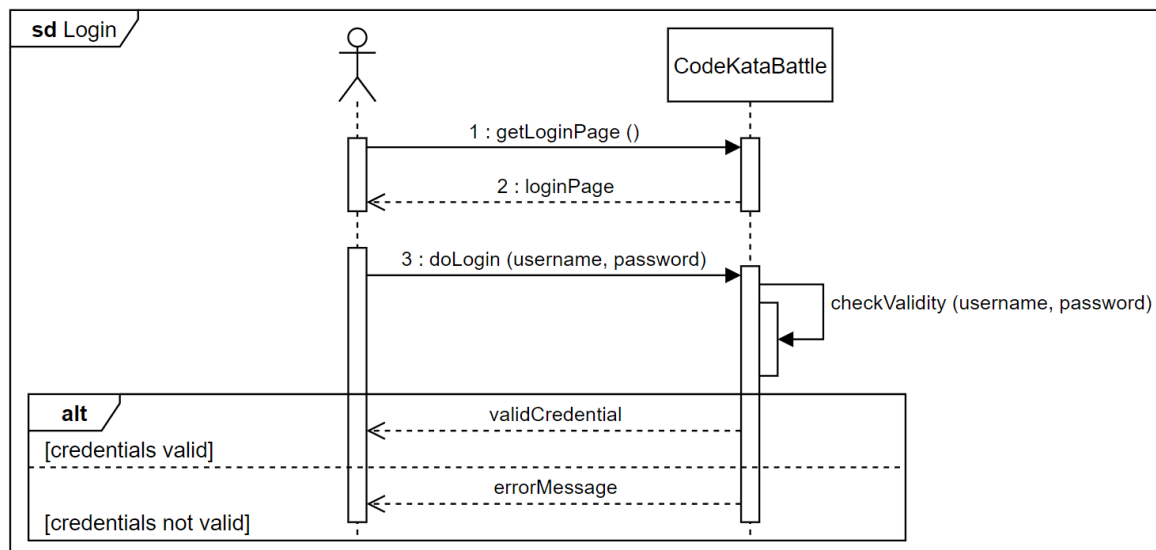 sd Login
CodeKataBattle
1 : getLoginPage ()
2 : loginPage
3 : doLogin (username, password)
checkValidity (username, password)
alt
validCredential
[credentials valid]
errorMessage
[credentials not valid]